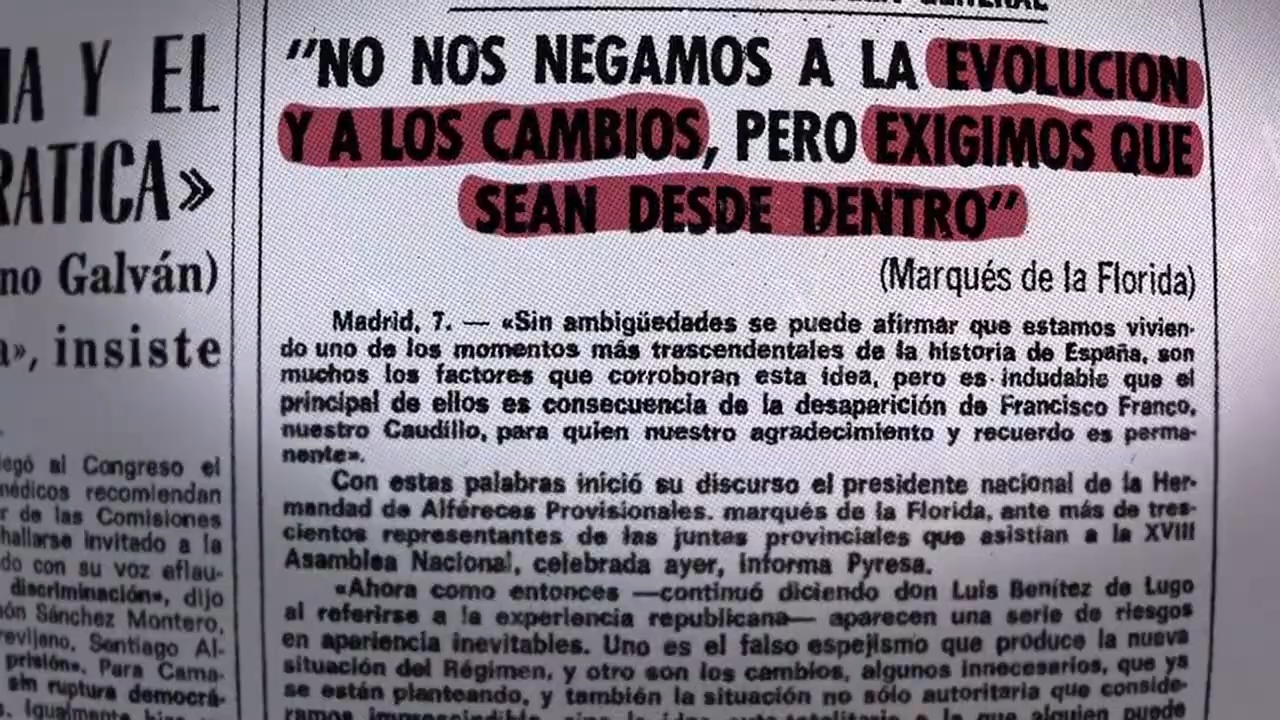 GENERAL
"NO NOS NEGAMOS A LA EVOLUCION
Y A LOS CAMBIOS, PERO EXIGIMOS QUE
SEAN DESDE DENTRO"
(Marqués de la Florida)
Madrid, 7. — «Sin ambigüedades se puede afirmar que estamos vivien-
do uno de los momentos más trascendentales de la historia de España, son
muchos los factores que corroboran esta idea, pero es indudable que el
principal de ellos es consecuencia de la desaparición de Francisco Franco,
nuestro Caudillo, para quien nuestro agradecimiento y recuerdo es perma-
nente».
Con estas palabras inició su discurso el presidente nacional de la Her-
mandad de Alféreces Provisionales. marqués de la Florida, ante más de tres-
cientos representantes de las juntas provinciales que asistían a la XVIII
Asamblea Nacional, celebrada ayer, informa Pyresa.
«Ahora como entonces —continuó diciendo don Luis Benítez de Lugo
al referirse a la experiencia republicana— aparecen una serie de riesgos
en apariencia inevitables. Uno es el falso espejismo que produce la nueva
situación del Régimen, y otro son los cambios, algunos innecesarios, que ya
se están planteando, y también la situación no sólo autoritaria que conside-
Y EL
RATICA»
no Galván)
», insiste
egó al Congreso el
médicos recomiendan
r de las Comisiones
hallarse invitado a la
do con su voz eflau-
discriminación», dijo
ón Sánchez Montero,
revijano, Santiago Al-
prisión». Para Cama-
sin ruptura democrá-
s. Igualmente